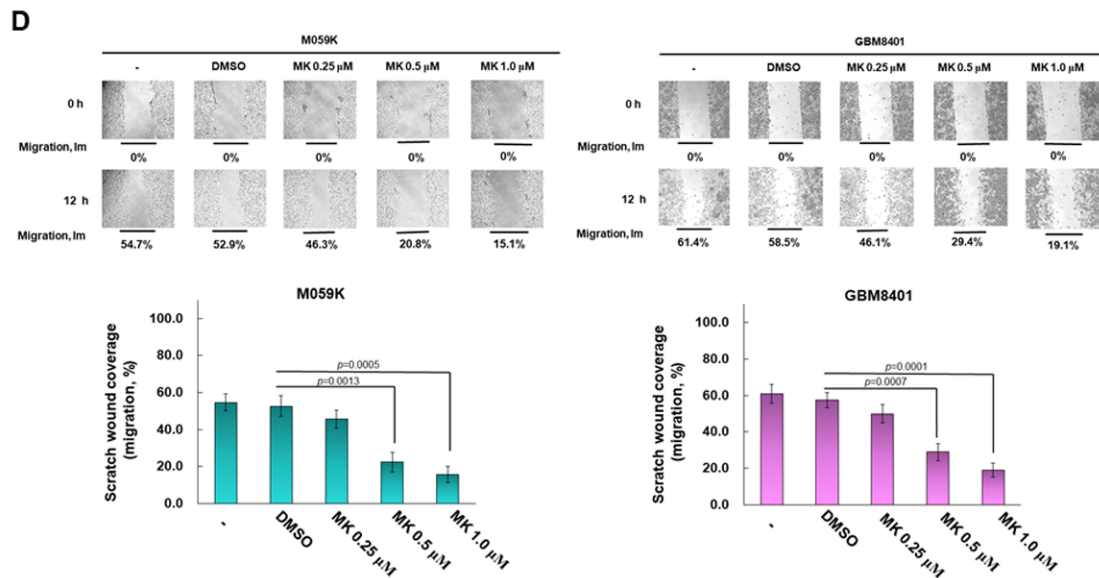 D
M059K
- DMSO MK 0.25 μM MK 0.5 μM MK 1.0 μM
0 h
Migration, Im 0% 0% 0% 0% 0%
12 h
Migration, Im 54.7% 52.9% 46.3% 20.8% 15.1%
GBM8401
- DMSO MK 0.25 μM MK 0.5 μM MK 1.0 μM
0 h
Migration, Im 0% 0% 0% 0% 0%
12 h
Migration, Im 61.4% 58.5% 46.1% 29.4% 19.1%
M059K
Scratch wound coverage
(migration, %)
100.0
80.0
60.0
40.0
20.0
0.0
p=0.0005
p=0.0013
-
DMSO
MK 0.25 μM
MK 0.5 μM
MK 1.0 μM
GBM8401
Scratch wound coverage
(migration, %)
100.0
80.0
60.0
40.0
20.0
0.0
p=0.0001
p=0.0007
-
DMSO
MK 0.25 μM
MK 0.5 μM
MK 1.0 μM